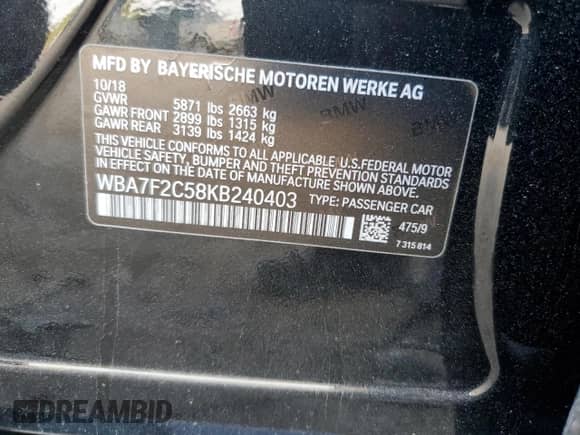 MFD BY BAYERISCHE MOTOREN WERKE AG
10/18
GVWR 5871 lbs 2663 kg
GAWR FRONT 2899 lbs 1315 kg
GAWR REAR 3139 lbs 1424 kg
THIS VEHICLE CONFORMS TO ALL APPLICABLE U.S.FEDERAL MOTOR
VEHICLE SAFETY, BUMPER AND THEFT PREVENTION STANDARDS
IN EFFECT ON THE DATE OF MANUFACTURE SHOWN ABOVE.
WBA7F2C58KB240403 TYPE: PASSENGER CAR
475/9
7 315 814
BMW
BMW
DREAMBID